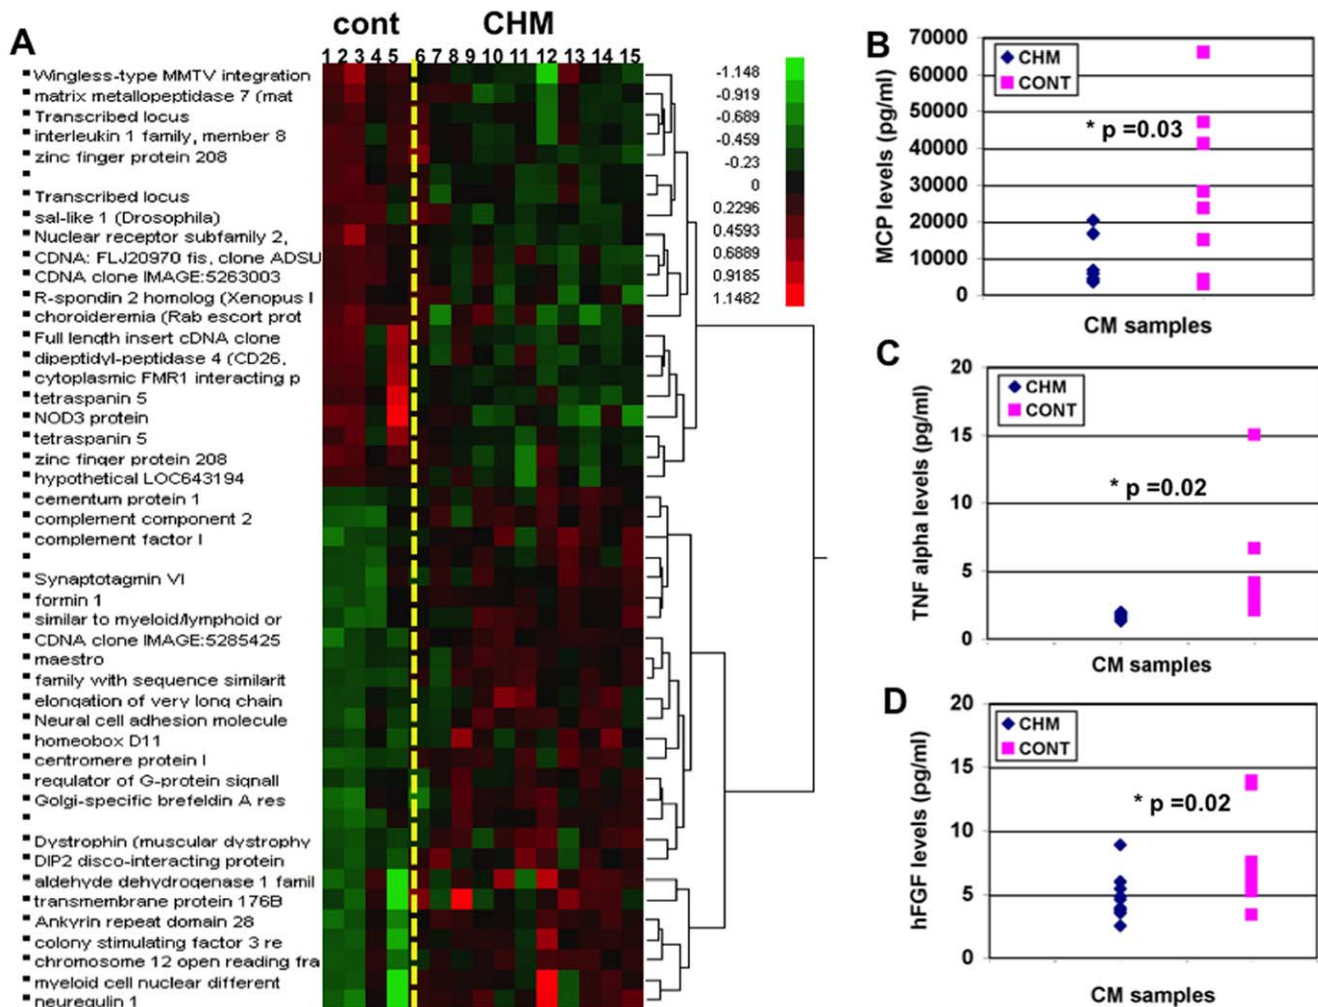 A
cont CHM
1 2 3 4 5 6 7 8 9 10 11 12 13 14 15
Wingless-type MMTV integration
matrix metallopeptidase 7 (mat
Transcribed locus
interleukin 1 family, member 8
zinc finger protein 208
Transcribed locus
sal-like 1 (Drosophila)
Nuclear receptor subfamily 2,
CDNA: FLJ20970 fis, clone ADSU
CDNA clone IMAGE:5263003
R-spondin 2 homolog (Xenopus l
choroideremia (Rab escort prot
Full length insert cDNA clone
dipeptidyl-peptidase 4 (CD26,
cytoplasmic FMR1 interacting p
tetraspanin 5
NOD3 protein
tetraspanin 5
zinc finger protein 208
hypothetical LOC643194
cementum protein 1
complement component 2
complement factor I
Synaptotagmin VI
formin 1
similar to myeloid/lymphoid or
CDNA clone IMAGE:5285425
maestro
family with sequence similarit
elongation of very long chain
Neural cell adhesion molecule
homeobox D11
centromere protein I
regulator of G-protein signall
Golgi-specific brefeldin A res
Dystrophin (muscular dystrophy
DIP2 disco-interacting protein
aldehyde dehydrogenase 1 famil
transmembrane protein 176B
Ankyrin repeat domain 28
colony stimulating factor 3 re
chromosome 12 open reading fra
myeloid cell nuclear different
neuregulin 1
-1.148
-0.919
-0.689
-0.459
-0.23
0
0.2296
0.4593
0.6889
0.9185
1.1482
B
MCP levels (pg/ml)
70000
60000
50000
40000
30000
20000
10000
0
CHM
CONT
* p =0.03
CM samples
C
TNF alpha levels (pg/ml)
20
15
10
5
0
CHM
CONT
* p =0.02
CM samples
D
hFGF levels (pg/ml)
20
15
10
5
0
CHM
CONT
* p =0.02
CM samples